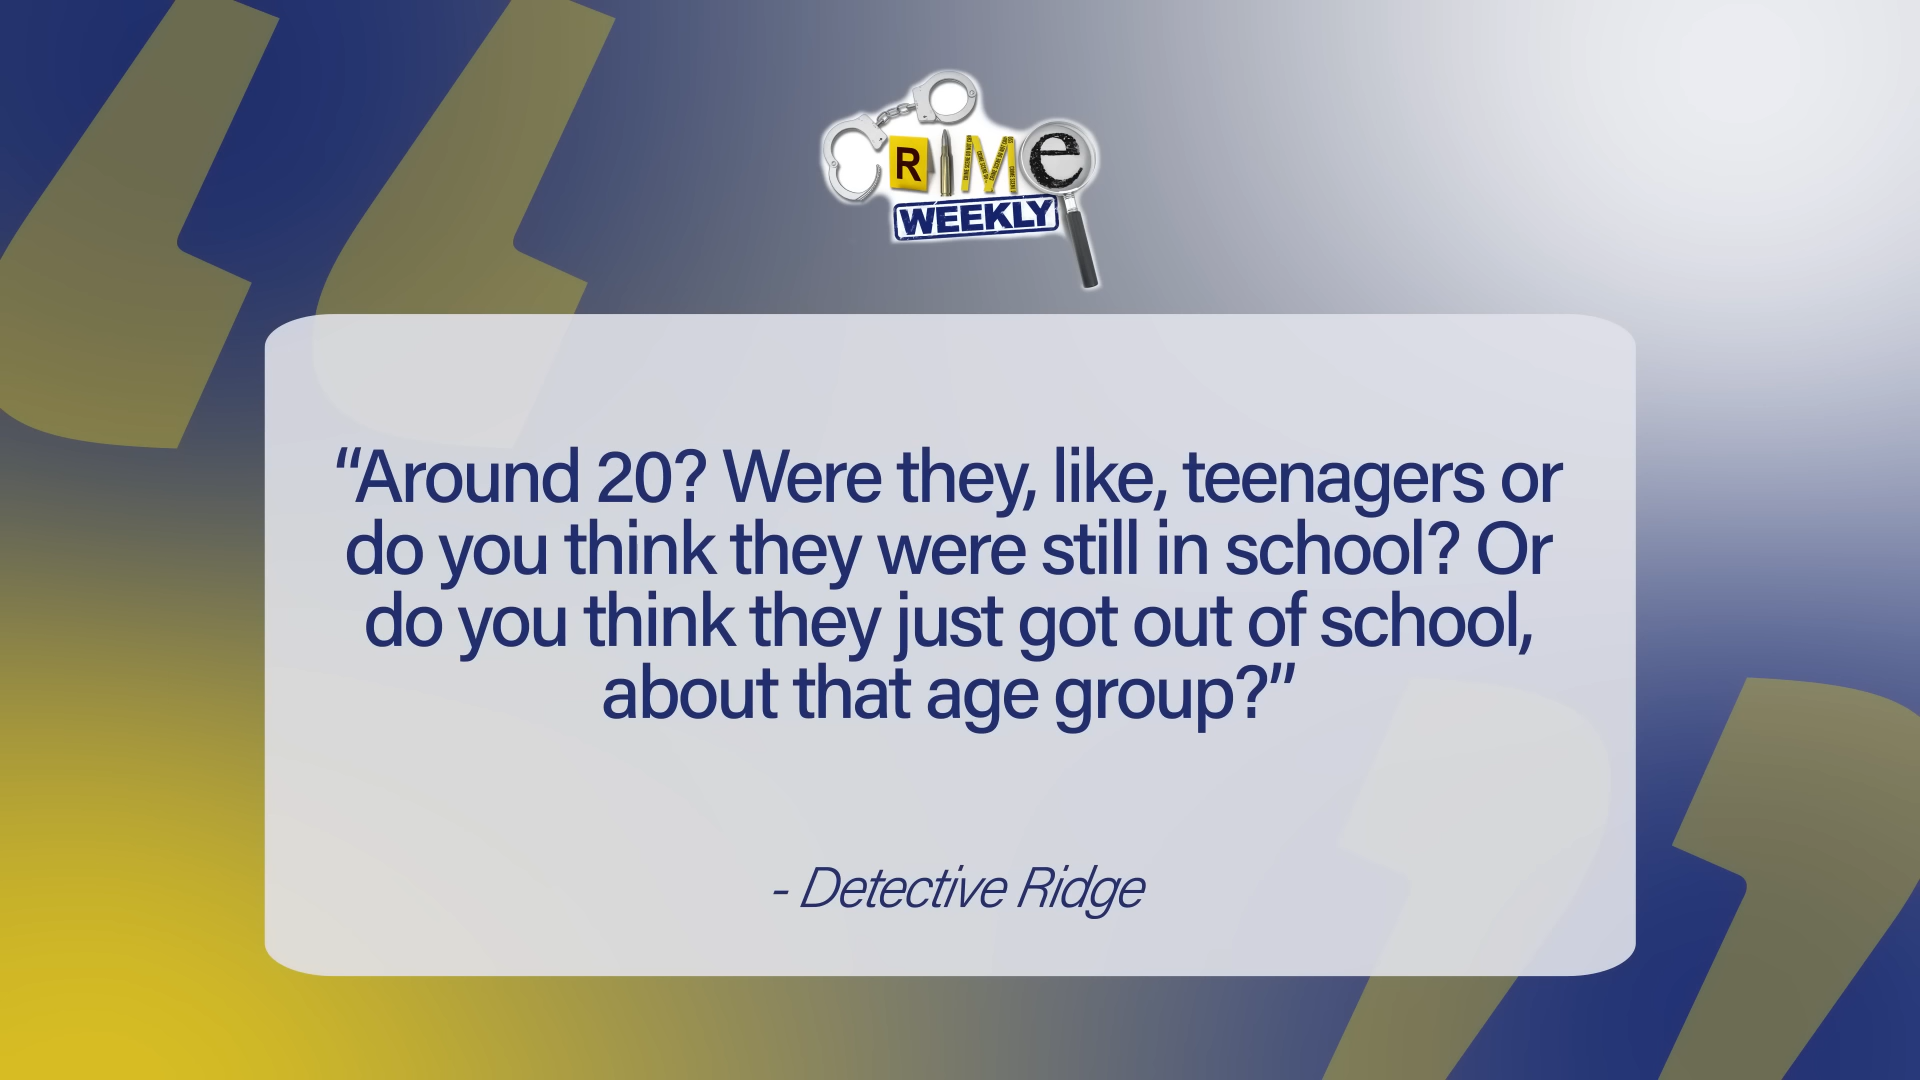 CRIMe
WEEKLY
“Around 20? Were they, like, teenagers or
do you think they were still in school? Or
do you think they just got out of school,
about that age group?”
- Detective Ridge